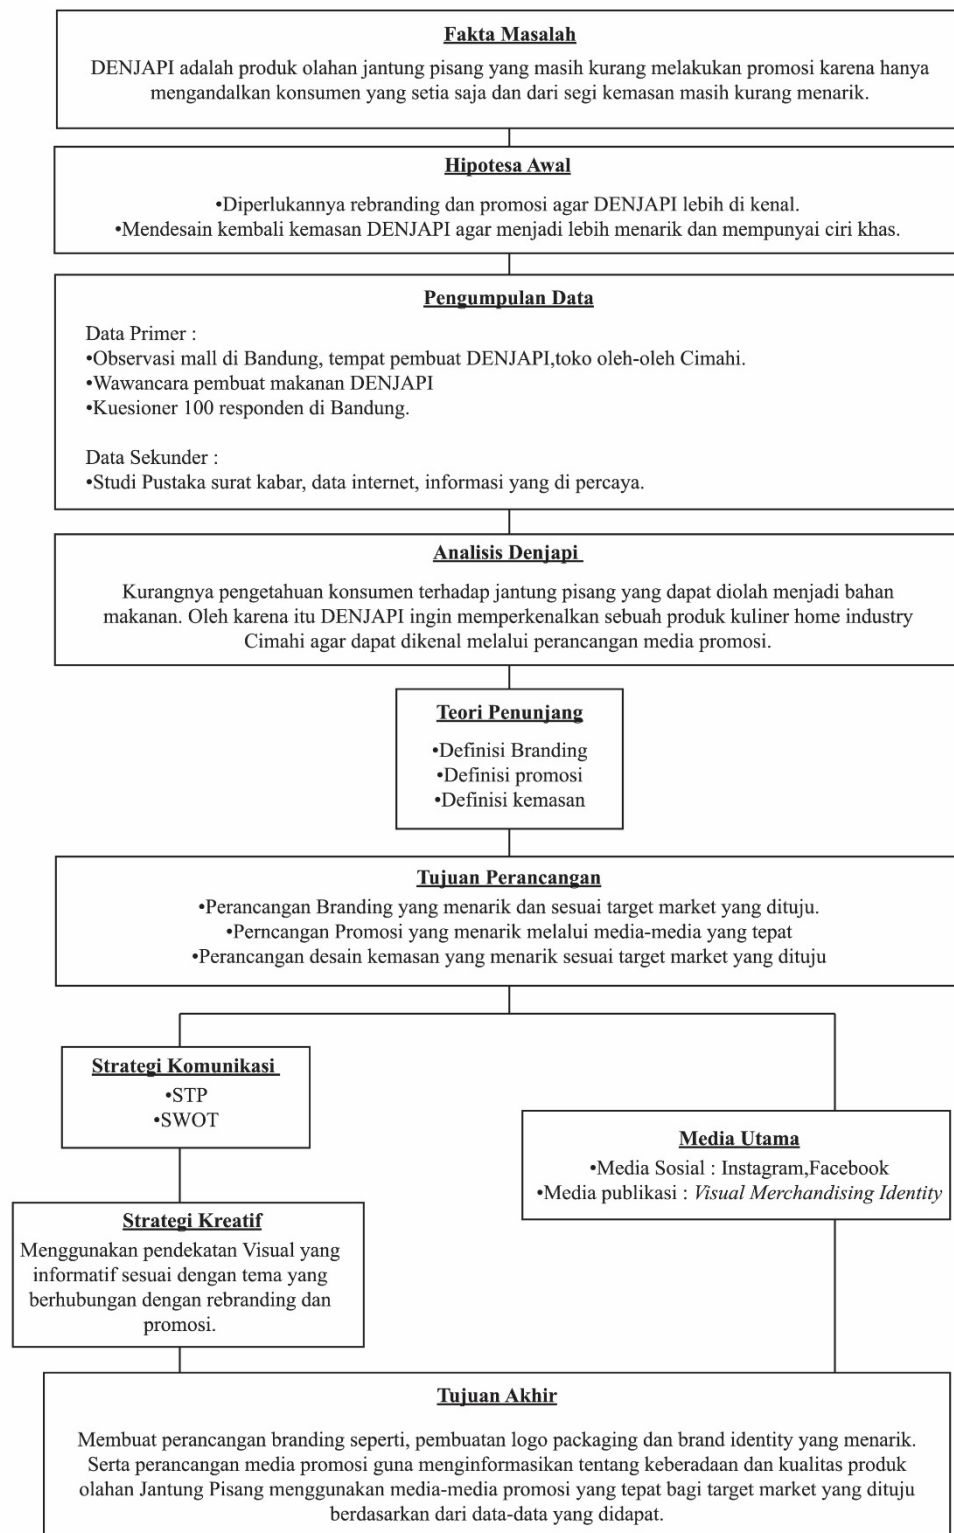 Fakta Masalah
DENJAPI adalah produk olahan jantung pisang yang masih kurang melakukan promosi karena hanya
mengandalkan konsumen yang setia saja dan dari segi kemasan masih kurang menarik.
Hipotesa Awal
•Diperlukannya rebranding dan promosi agar DENJAPI lebih di kenal.
•Mendesain kembali kemasan DENJAPI agar menjadi lebih menarik dan mempunyai ciri khas.
Pengumpulan Data
Data Primer :
•Observasi mall di Bandung, tempat pembuat DENJAPI,toko oleh-oleh Cimahi.
•Wawancara pembuat makanan DENJAPI
•Kuesioner 100 responden di Bandung.
Data Sekunder :
•Studi Pustaka surat kabar, data internet, informasi yang di percaya.
Analisis Denjapi
Kurangnya pengetahuan konsumen terhadap jantung pisang yang dapat diolah menjadi bahan
makanan. Oleh karena itu DENJAPI ingin memperkenalkan sebuah produk kuliner home industry
Cimahi agar dapat dikenal melalui perancangan media promosi.
Teori Penunjang
•Definisi Branding
•Definisi promosi
•Definisi kemasan
Tujuan Perancangan
•Perancangan Branding yang menarik dan sesuai target market yang dituju.
•Perncangan Promosi yang menarik melalui media-media yang tepat
•Perancangan desain kemasan yang menarik sesuai target market yang dituju
Strategi Komunikasi
•STP
•SWOT
Strategi Kreatif
Menggunakan pendekatan Visual yang
informatif sesuai dengan tema yang
berhubungan dengan rebranding dan
promosi.
Media Utama
•Media Sosial : Instagram,Facebook
•Media publikasi : Visual Merchandising Identity
Tujuan Akhir
Membuat perancangan branding seperti, pembuatan logo packaging dan brand identity yang menarik.
Serta perancangan media promosi guna menginformasikan tentang keberadaan dan kualitas produk
olahan Jantung Pisang menggunakan media-media promosi yang tepat bagi target market yang dituju
berdasarkan dari data-data yang didapat.